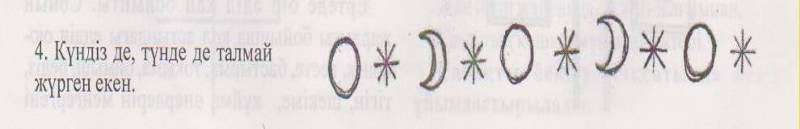 4. Күндіз де, түнде де талмай
жүрген екен.